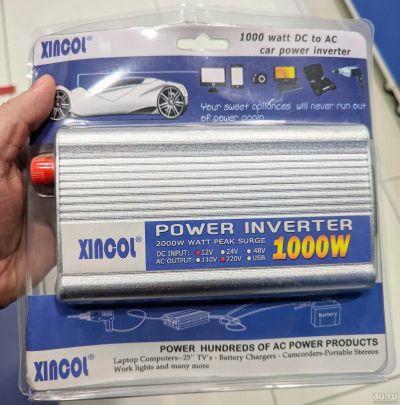 XINCOL®
1000 watt DC to AC
car power inverter
Your sweet appliances will never run out
of power again
XINCOL®
POWER INVERTER
2000W WATT PEAK SURGE
1000W
DC INPUT: 12V 24V 48V
AC OUTPUT: 110V 220V USB
Battery
POWER HUNDREDS OF AC POWER PRODUCTS
XINCOL®
Laptop Computers--25" TV's - Battery Chargers - Camcorders-Portable Stereos
Work lights and many more
au.ru